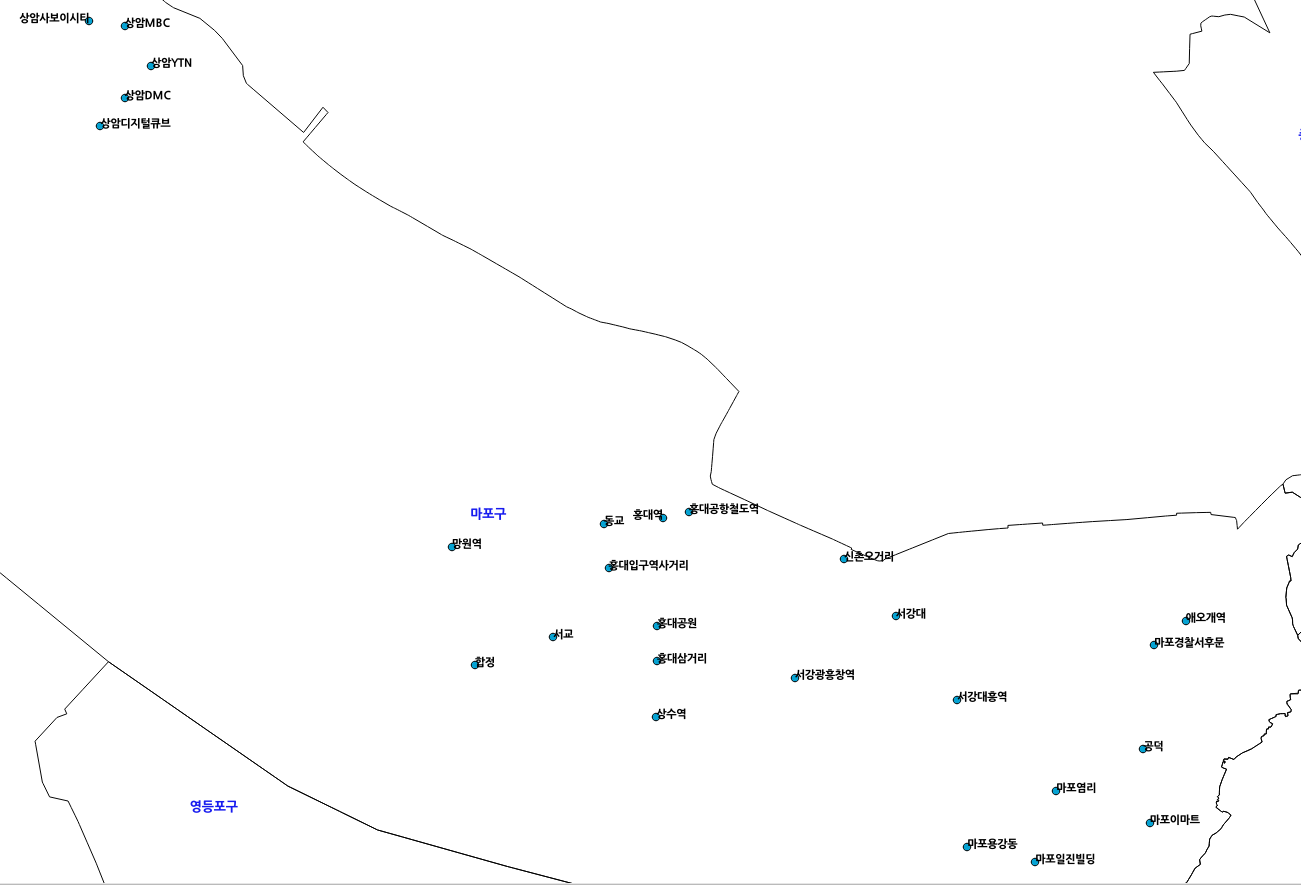 상암사보이시티
상암MBC
상암YTN
상암DMC
상암디지털큐브
마포구
홍대공항철도역
홍대역
동교
망원역
신촌오거리
홍대입구역사거리
서강대
애오개역
홍대공원
서교
마포경찰서후문
홍대삼거리
합정
서강광흥창역
서강대흥역
상수역
공덕
마포염리
영등포구
마포이마트
마포용강동
마포일진빌딩